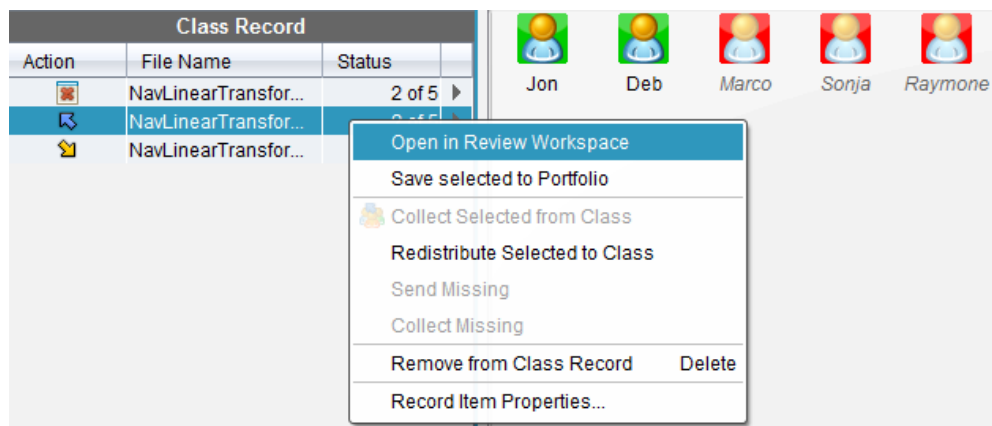 Class Record
Action File Name Status
NavLinearTransfor... 2 of 5
NavLinearTransfor...
NavLinearTransfor...
Jon Deb Marco Sonja Raymone
Open in Review Workspace
Save selected to Portfolio
Collect Selected from Class
Redistribute Selected to Class
Send Missing
Collect Missing
Remove from Class Record Delete
Record Item Properties...